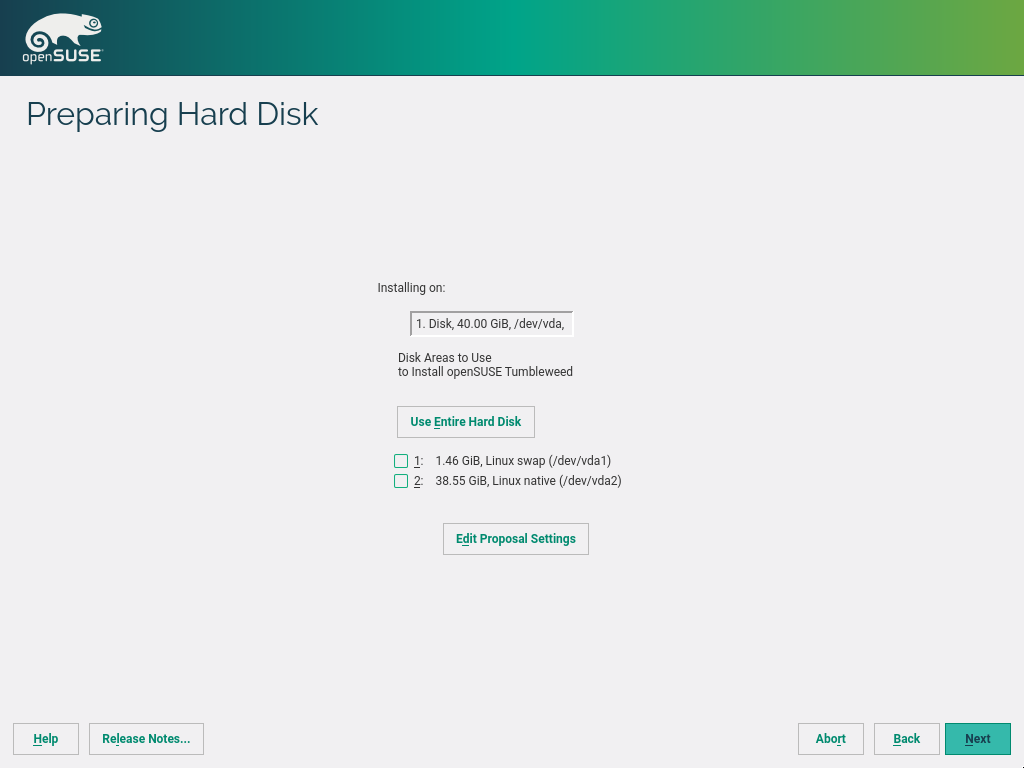 openSUSE
Preparing Hard Disk
Installing on:
1. Disk, 40.00 GiB, /dev/vda,
Disk Areas to Use
to Install openSUSE Tumbleweed
Use Entire Hard Disk
1: 1.46 GiB, Linux swap (/dev/vda1)
2: 38.55 GiB, Linux native (/dev/vda2)
Edit Proposal Settings
Help Release Notes... Abort Back Next